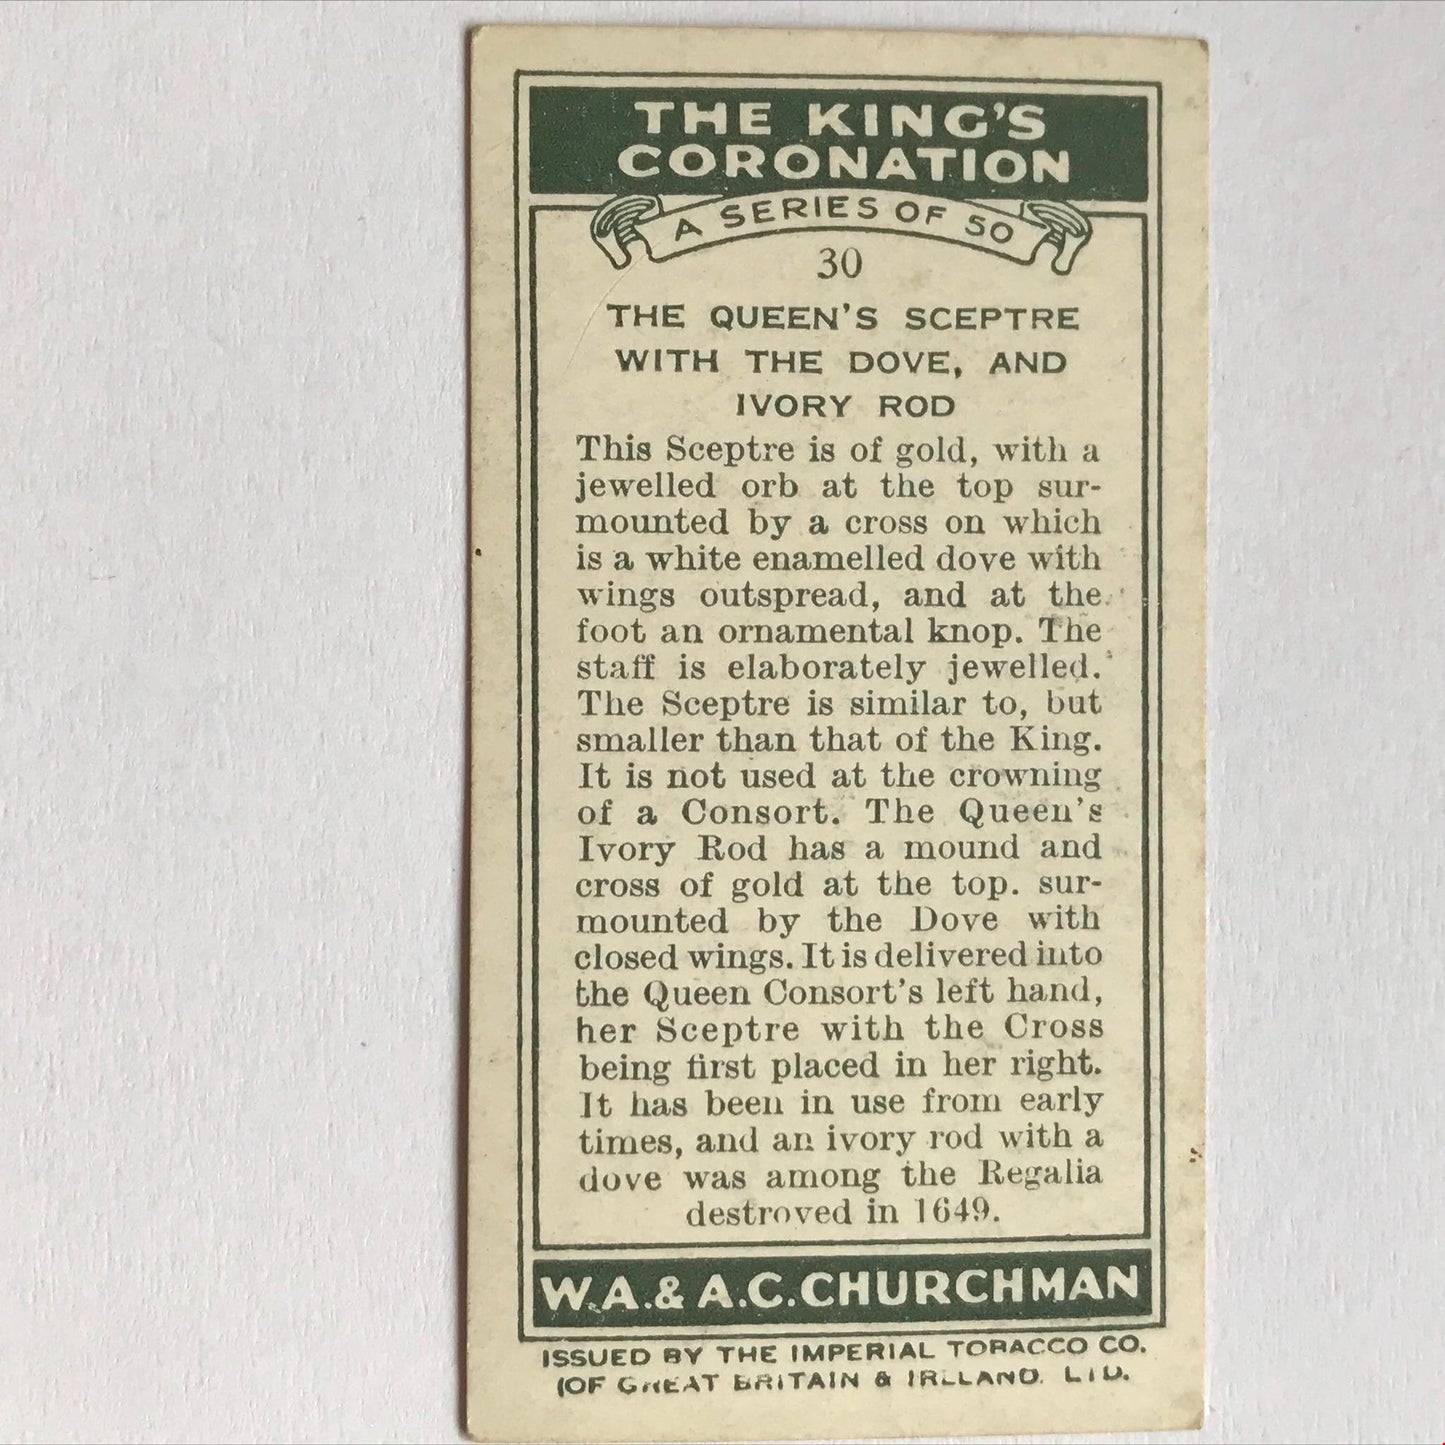 THE KING'S
CORONATION
A SERIES OF 50
30
THE QUEEN'S SCEPTRE
WITH THE DOVE, AND
IVORY ROD
This Sceptre is of gold, with a
jewelled orb at the top sur-
mounted by a cross on which
is a white enamelled dove with
wings outspread, and at the
foot an ornamental knop. The
staff is elaborately jewelled.
The Sceptre is similar to, but
smaller than that of the King.
It is not used at the crowning
of a Consort. The Queen's
Ivory Rod has a mound and
cross of gold at the top. sur-
mounted by the Dove with
closed wings. It is delivered into
the Queen Consort's left hand,
her Sceptre with the Cross
being first placed in her right.
It has been in use from early
times, and an ivory rod with a
dove was among the Regalia
destroyed in 1649.
W.A.& A.C.CHURCHMAN
ISSUED BY THE IMPERIAL TOBACCO CO.
(OF GREAT BRITAIN & IRELAND, LTD.